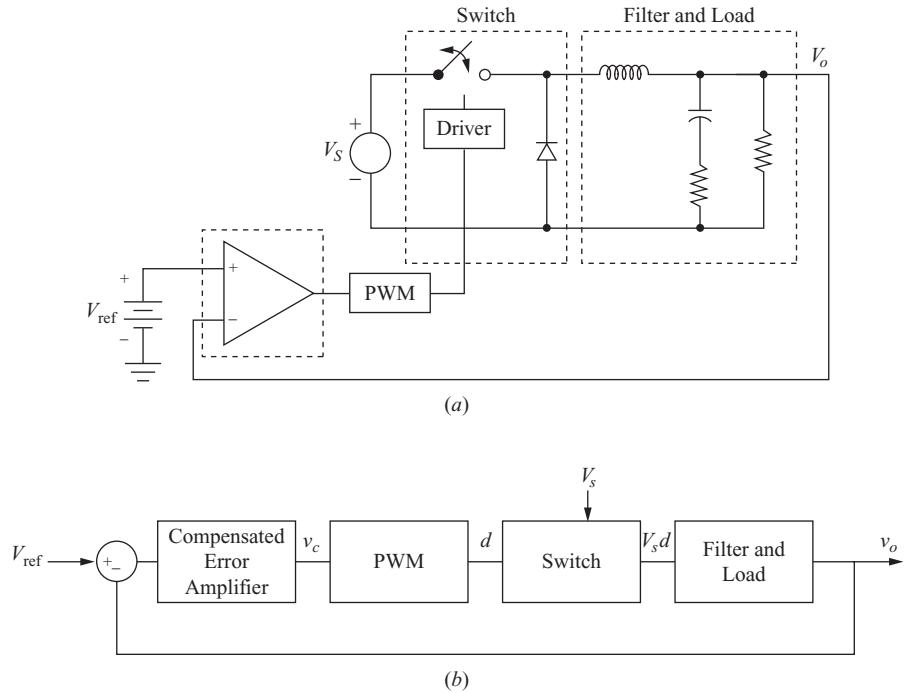 Switch
Filter and Load
V_o
+
V_S
−
Driver
+
V_ref
−
+
−
PWM
(a)
V_s
V_ref
+
−
Compensated
Error
Amplifier
v_c
PWM
d
Switch
V_s d
Filter and
Load
v_o
(b)